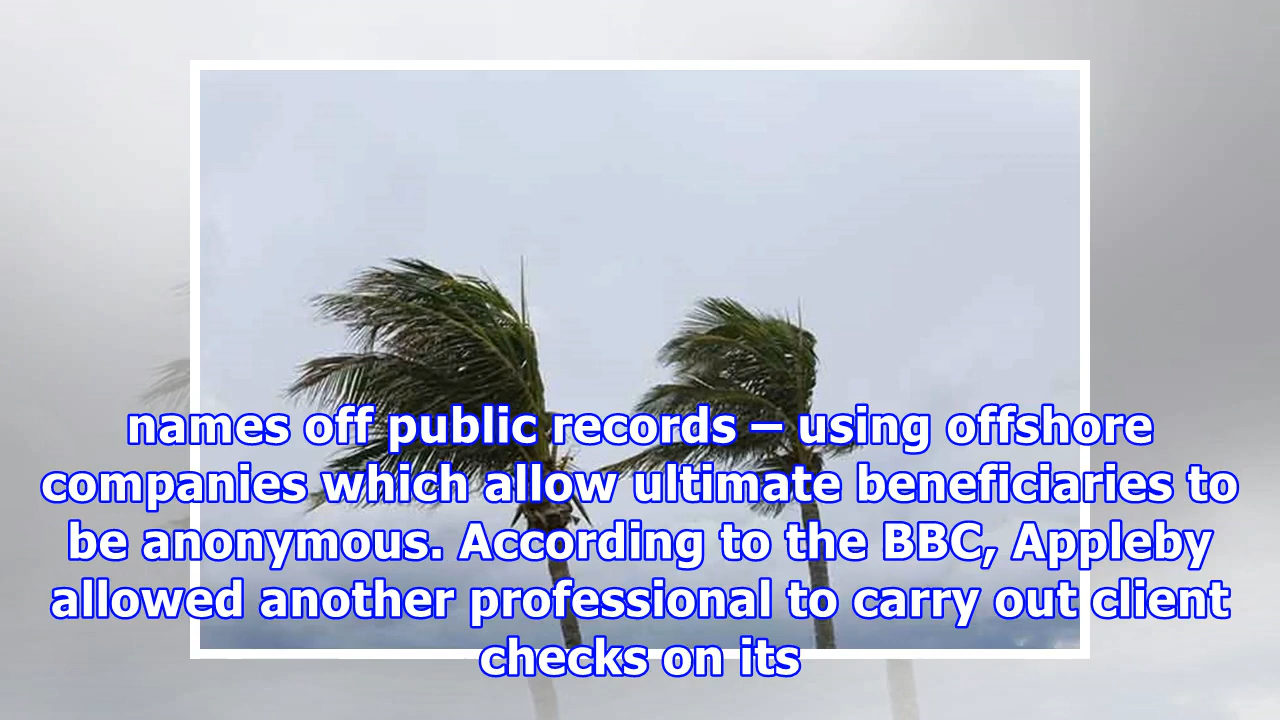 names off public records – using offshore
companies which allow ultimate beneficiaries to
be anonymous. According to the BBC, Appleby
allowed another professional to carry out client
checks on its